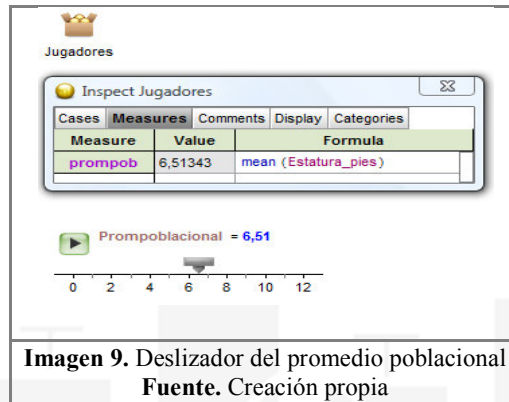 Jugadores
Inspect Jugadores
Cases Measures Comments Display Categories
Measure Value Formula
prompob 6,51343 mean (Estatura_pies)
Prompoblacional = 6,51
0 2 4 6 8 10 12
Imagen 9. Deslizador del promedio poblacional
Fuente. Creación propia